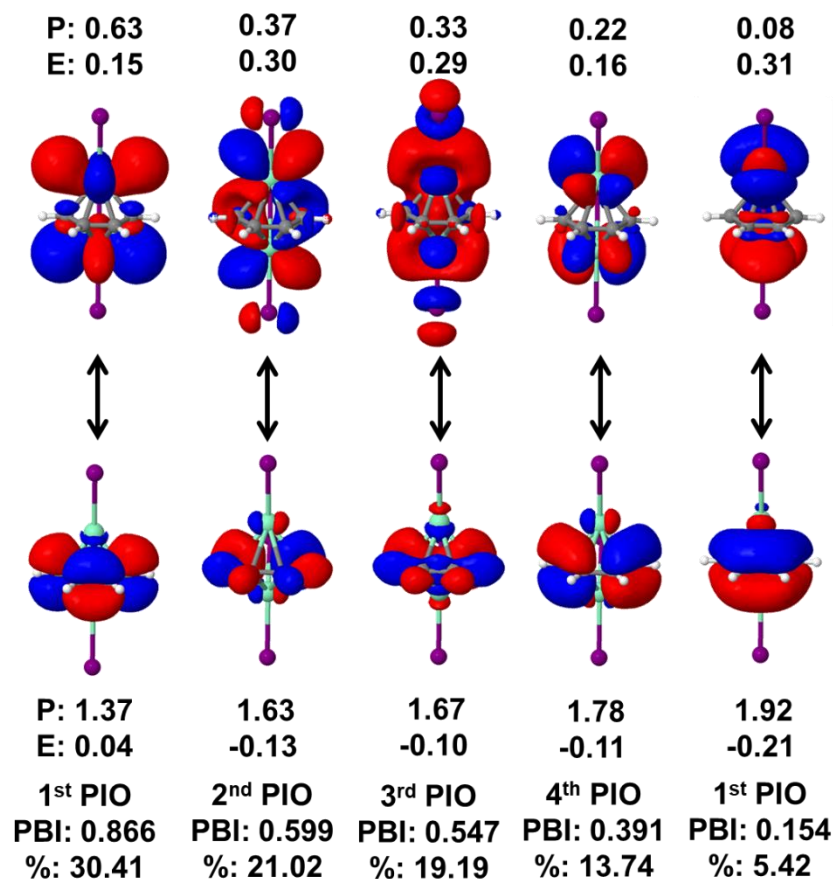 P: 0.63 0.37 0.33 0.22 0.08
E: 0.15 0.30 0.29 0.16 0.31
P: 1.37 1.63 1.67 1.78 1.92
E: 0.04 -0.13 -0.10 -0.11 -0.21
1st PIO 2nd PIO 3rd PIO 4th PIO 1st PIO
PBI: 0.866 PBI: 0.599 PBI: 0.547 PBI: 0.391 PBI: 0.154
%: 30.41 %: 21.02 %: 19.19 %: 13.74 %: 5.42